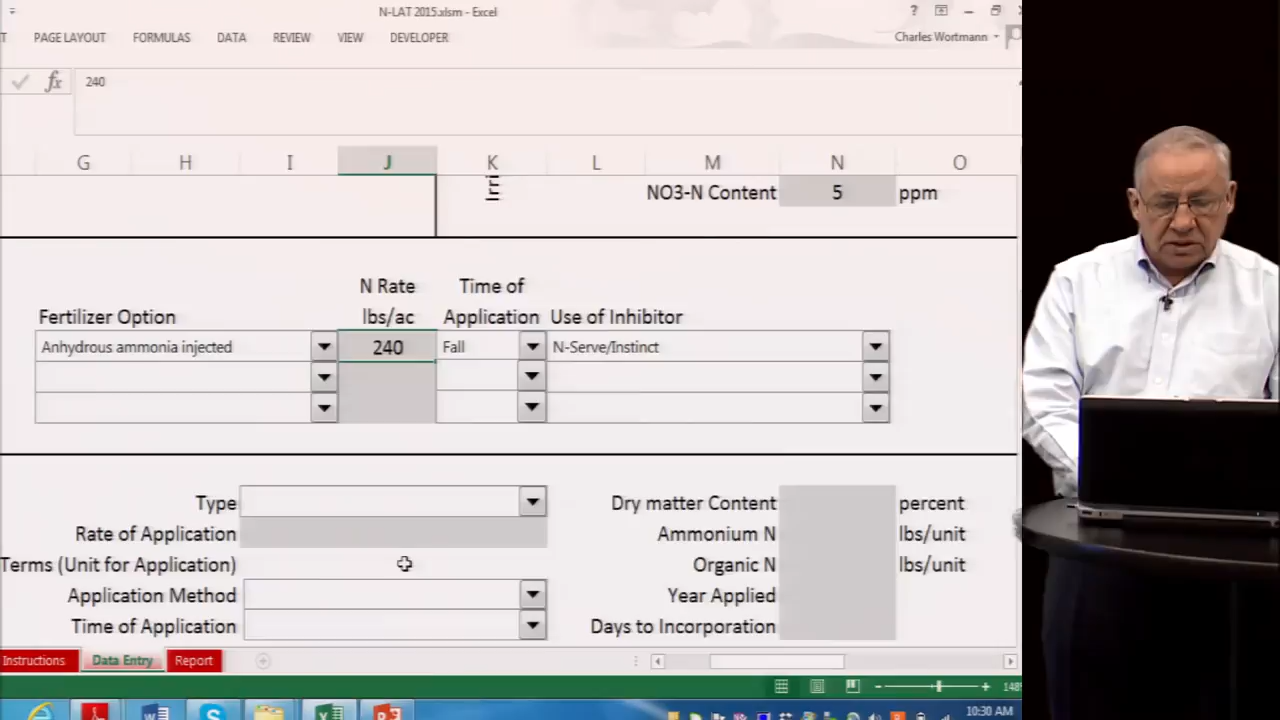 N-LAT 2015.xlsm - Excel
?
PAGE LAYOUT FORMULAS DATA REVIEW VIEW DEVELOPER
Charles Wortmann
fx 240
G H I J K L M N O
NO3-N Content 5 ppm
N Rate Time of
Fertilizer Option lbs/ac Application Use of Inhibitor
Anhydrous ammonia injected 240 Fall N-Serve/Instinct
Type Dry matter Content percent
Rate of Application Ammonium N lbs/unit
Terms (Unit for Application) Organic N lbs/unit
Application Method Year Applied
Time of Application Days to Incorporation
Instructions Data Entry Report
148
10:30 AM